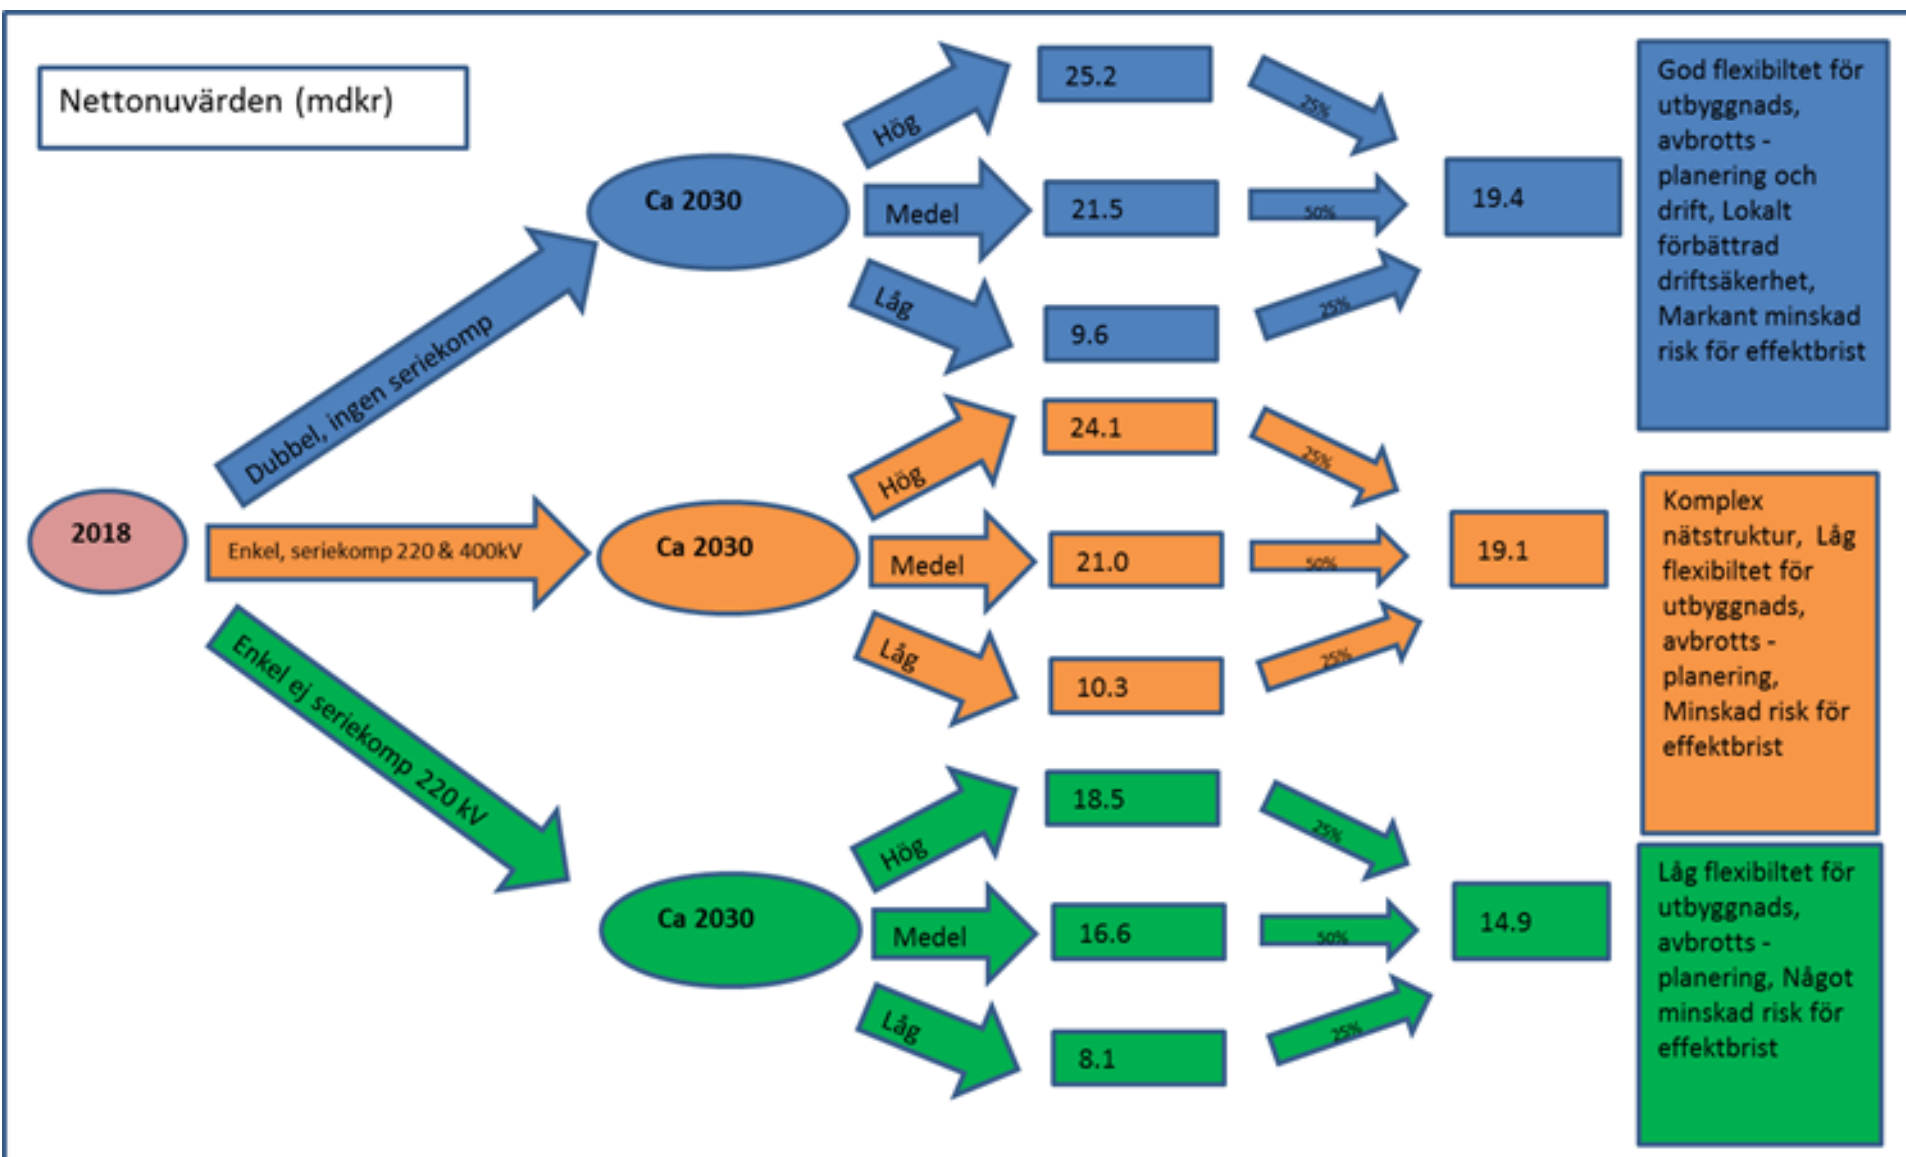 Nettonuvärden (mdkr)
2018
Dubbel, ingen seriekomp
Ca 2030
Hög
25.2
25%
Medel
21.5
50%
Låg
9.6
25%
19.4
God flexibiltet för
utbyggnads,
avbrotts -
planering och
drift, Lokalt
förbättrad
driftsäkerhet,
Markant minskad
risk för effektbrist
Enkel, seriekomp 220 & 400kV
Ca 2030
Hög
24.1
25%
Medel
21.0
50%
Låg
10.3
25%
19.1
Komplex
nätstruktur, Låg
flexibiltet för
utbyggnads,
avbrotts -
planering,
Minskad risk för
effektbrist
Enkel ej seriekomp 220 kV
Ca 2030
Hög
18.5
25%
Medel
16.6
50%
Låg
8.1
25%
14.9
Låg flexibiltet för
utbyggnads,
avbrotts -
planering, Något
minskad risk för
effektbrist